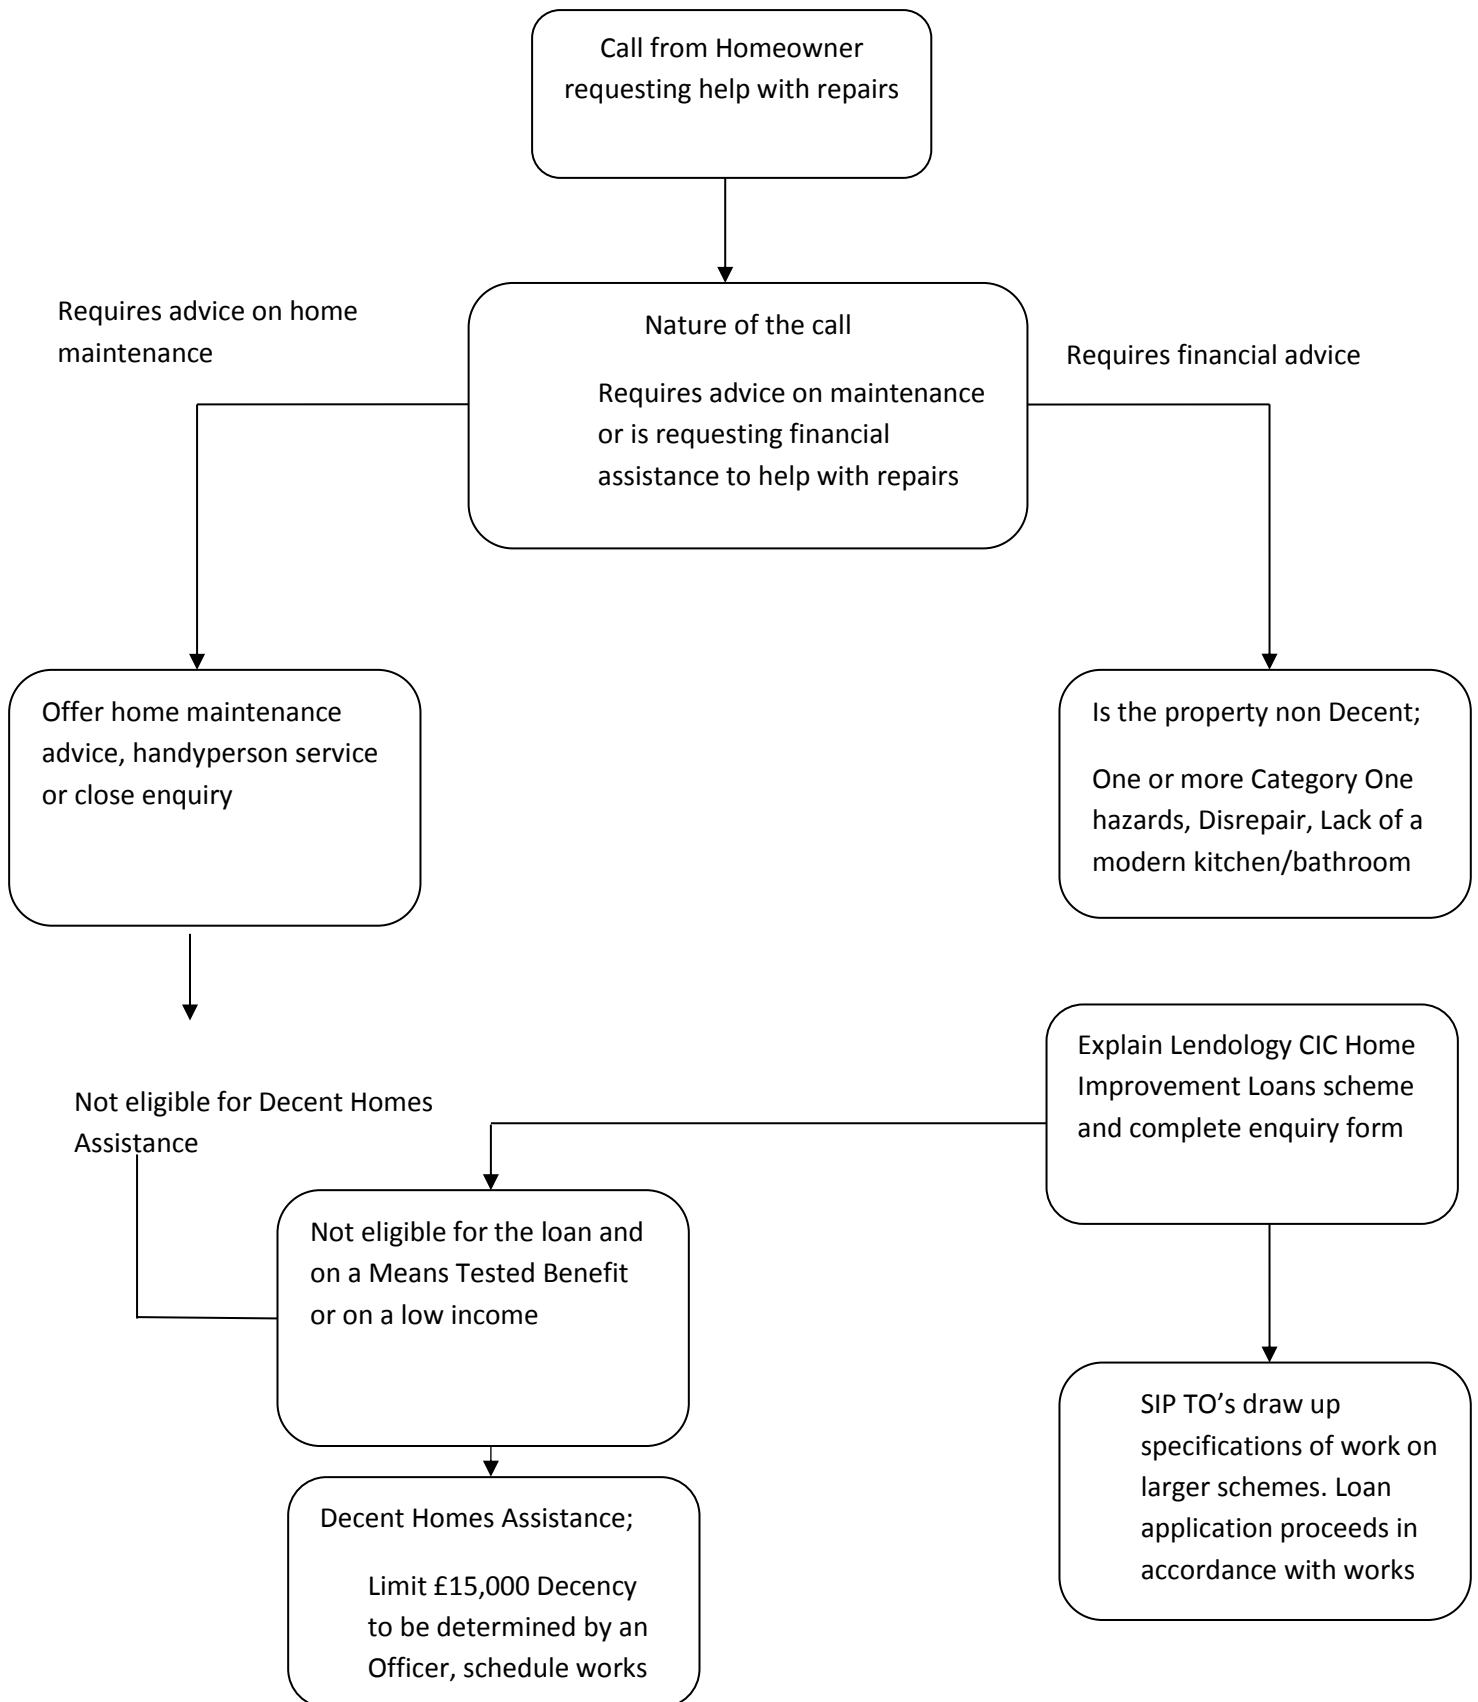 Call from Homeowner
requesting help with repairs
Requires advice on home
maintenance
Nature of the call
Requires advice on maintenance
or is requesting financial
assistance to help with repairs
Requires financial advice
Offer home maintenance
advice, handyperson service
or close enquiry
Is the property non Decent;
One or more Category One
hazards, Disrepair, Lack of a
modern kitchen/bathroom
Explain Lendology CIC Home
Improvement Loans scheme
and complete enquiry form
Not eligible for Decent Homes
Assistance
Not eligible for the loan and
on a Means Tested Benefit
or on a low income
SIP TO’s draw up
specifications of work on
larger schemes. Loan
application proceeds in
accordance with works
Decent Homes Assistance;
Limit £15,000 Decency
to be determined by an
Officer, schedule works